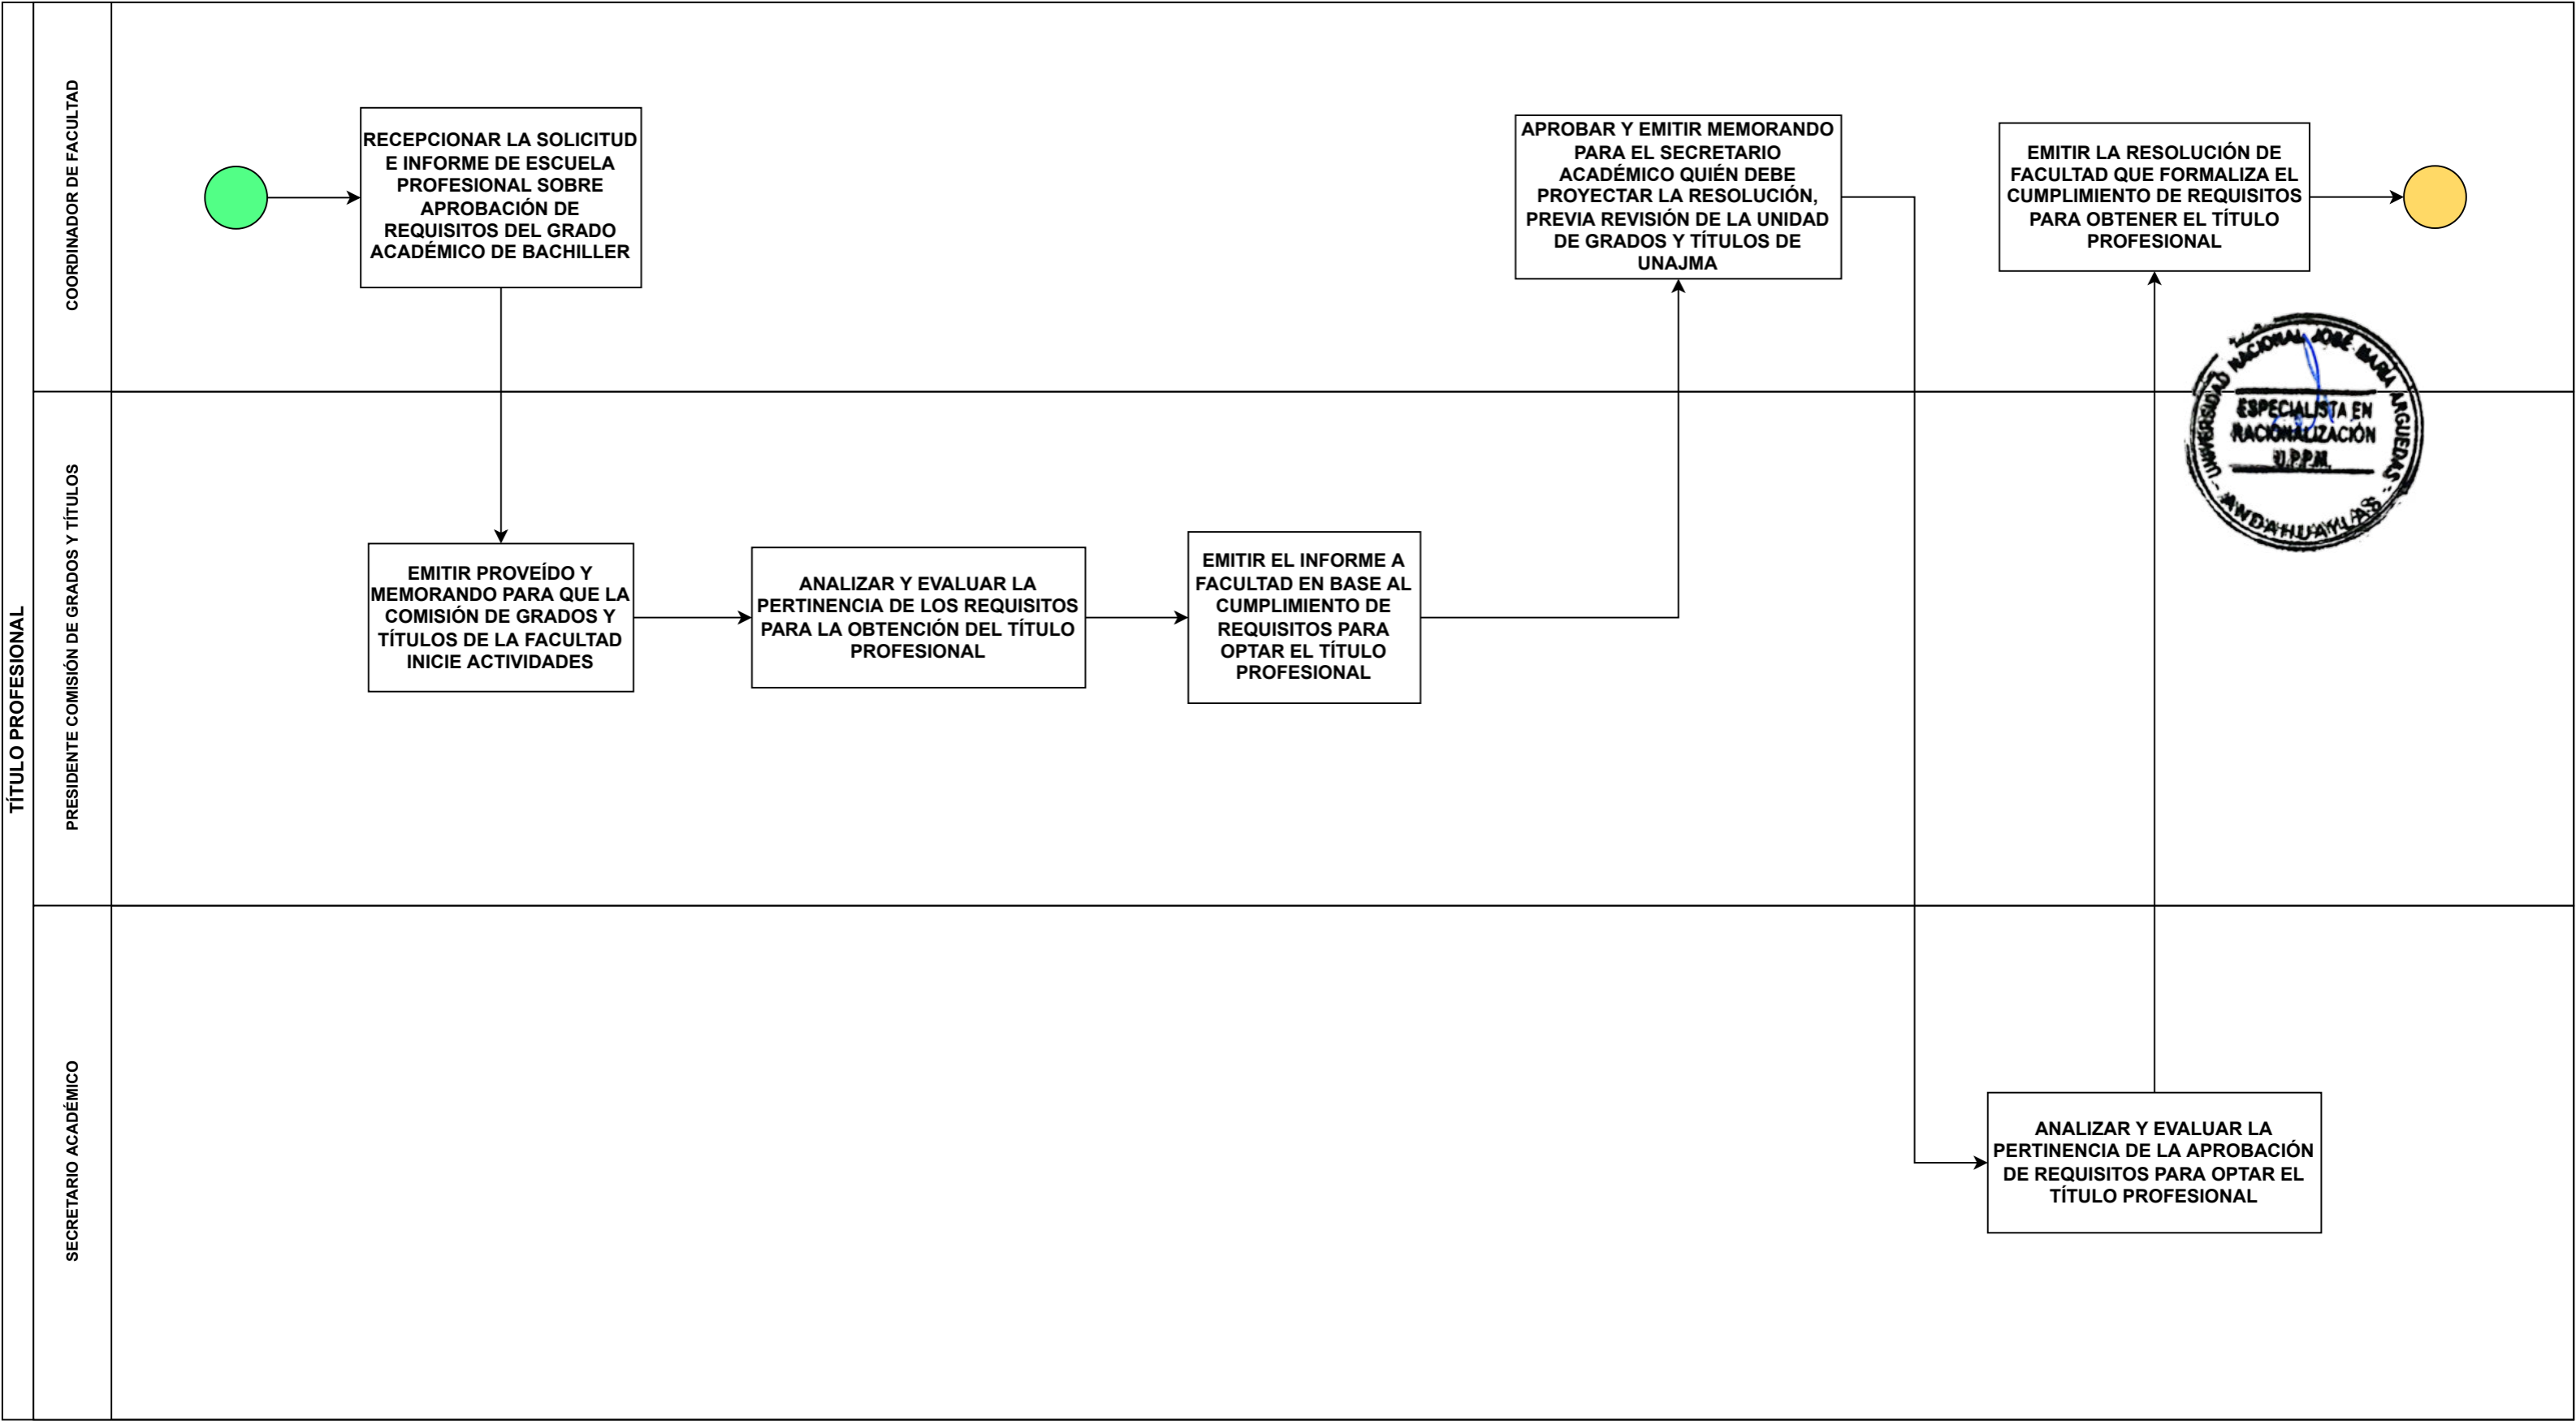 TÍTULO PROFESIONAL
COORDINADOR DE FACULTAD
RECEPCIONAR LA SOLICITUD
E INFORME DE ESCUELA
PROFESIONAL SOBRE
APROBACIÓN DE
REQUISITOS DEL GRADO
ACADÉMICO DE BACHILLER
APROBAR Y EMITIR MEMORANDO
PARA EL SECRETARIO
ACADÉMICO QUIÉN DEBE
PROYECTAR LA RESOLUCIÓN,
PREVIA REVISIÓN DE LA UNIDAD
DE GRADOS Y TÍTULOS DE
UNAJMA
EMITIR LA RESOLUCIÓN DE
FACULTAD QUE FORMALIZA EL
CUMPLIMIENTO DE REQUISITOS
PARA OBTENER EL TÍTULO
PROFESIONAL
UNIVERSIDAD NACIONAL JOSÉ MARÍA ARGUEDAS
ESPECIALISTA EN
RACIONALIZACIÓN
U.P.P.M.
- ANDAHUAYLAS -
PRESIDENTE COMISIÓN DE GRADOS Y TÍTULOS
EMITIR PROVEÍDO Y
MEMORANDO PARA QUE LA
COMISIÓN DE GRADOS Y
TÍTULOS DE LA FACULTAD
INICIE ACTIVIDADES
ANALIZAR Y EVALUAR LA
PERTINENCIA DE LOS REQUISITOS
PARA LA OBTENCIÓN DEL TÍTULO
PROFESIONAL
EMITIR EL INFORME A
FACULTAD EN BASE AL
CUMPLIMIENTO DE
REQUISITOS PARA
OPTAR EL TÍTULO
PROFESIONAL
SECRETARIO ACADÉMICO
ANALIZAR Y EVALUAR LA
PERTINENCIA DE LA APROBACIÓN
DE REQUISITOS PARA OPTAR EL
TÍTULO PROFESIONAL